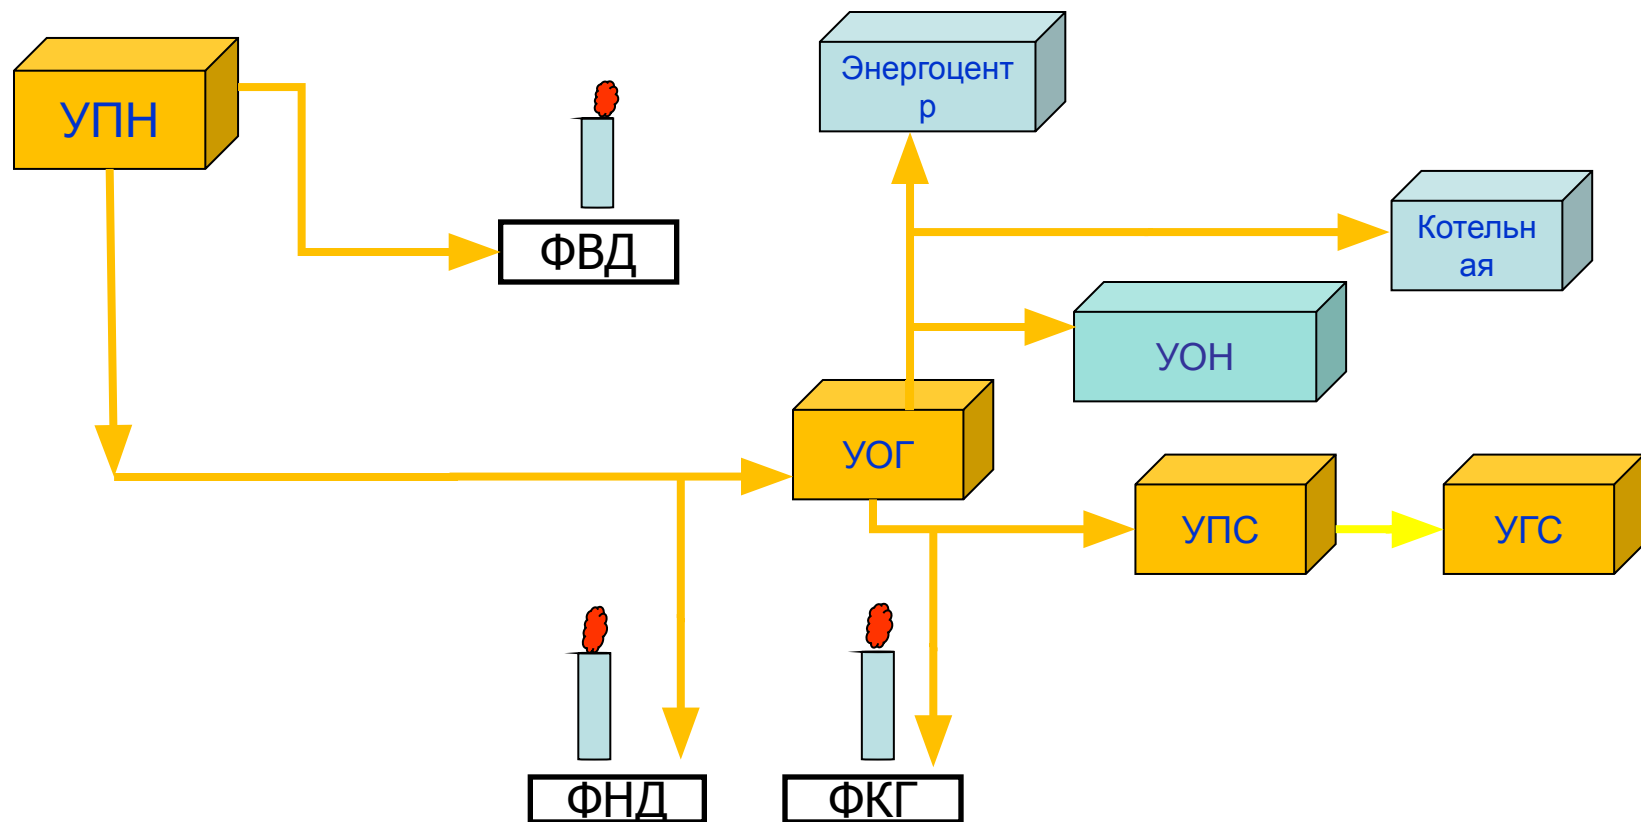 УПН
Энергоцент
р
ФВД
Котельн
ая
УОН
УОГ
УПС
УГС
ФНД
ФКГ